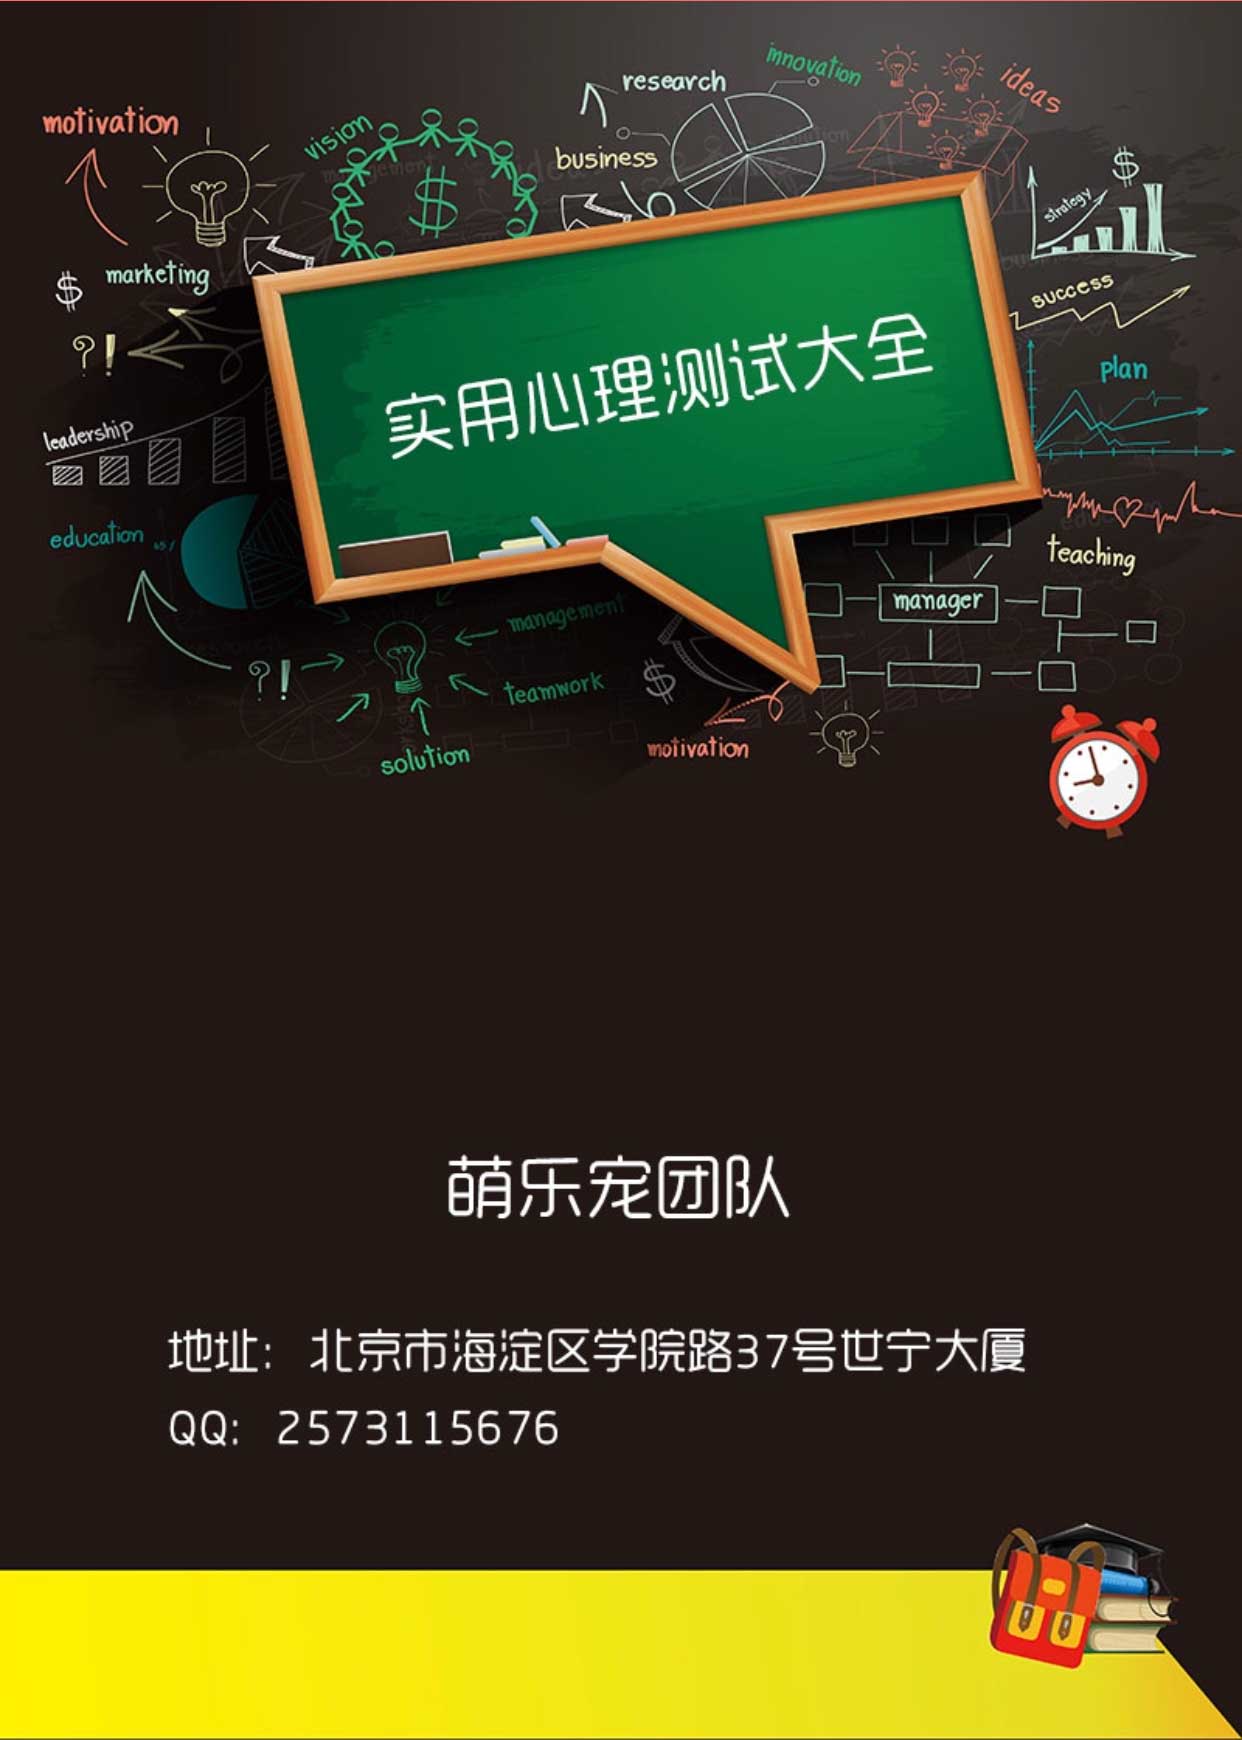 innovation
research
ideas
motivation
vision
business
solution
management
$
$
strategy
marketing
$
success
?!
实用心理测试大全
plan
leadership
education
teaching
manager
management
?!
teamwork
$
motivation
solution
萌乐宠团队
地址: 北京市海淀区学院路37号世宁大厦
QQ: 2573115676